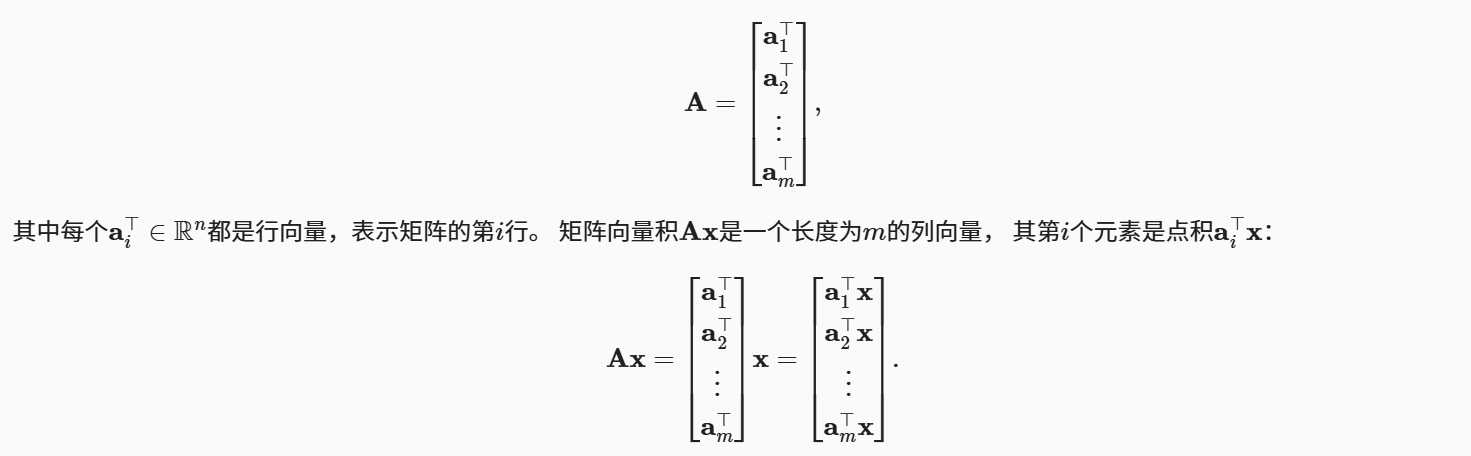 $$\mathbf{A} = \begin{bmatrix} \mathbf{a}_1^\top \\ \mathbf{a}_2^\top \\ \vdots \\ \mathbf{a}_m^\top \end{bmatrix},$$
其中每个$\mathbf{a}_i^\top \in \mathbb{R}^n$都是行向量，表示矩阵的第$i$行。 矩阵向量积$\mathbf{A}\mathbf{x}$是一个长度为$m$的列向量， 其第$i$个元素是点积$\mathbf{a}_i^\top \mathbf{x}$：
$$\mathbf{A}\mathbf{x} = \begin{bmatrix} \mathbf{a}_1^\top \\ \mathbf{a}_2^\top \\ \vdots \\ \mathbf{a}_m^\top \end{bmatrix} \mathbf{x} = \begin{bmatrix} \mathbf{a}_1^\top \mathbf{x} \\ \mathbf{a}_2^\top \mathbf{x} \\ \vdots \\ \mathbf{a}_m^\top \mathbf{x} \end{bmatrix}.$$